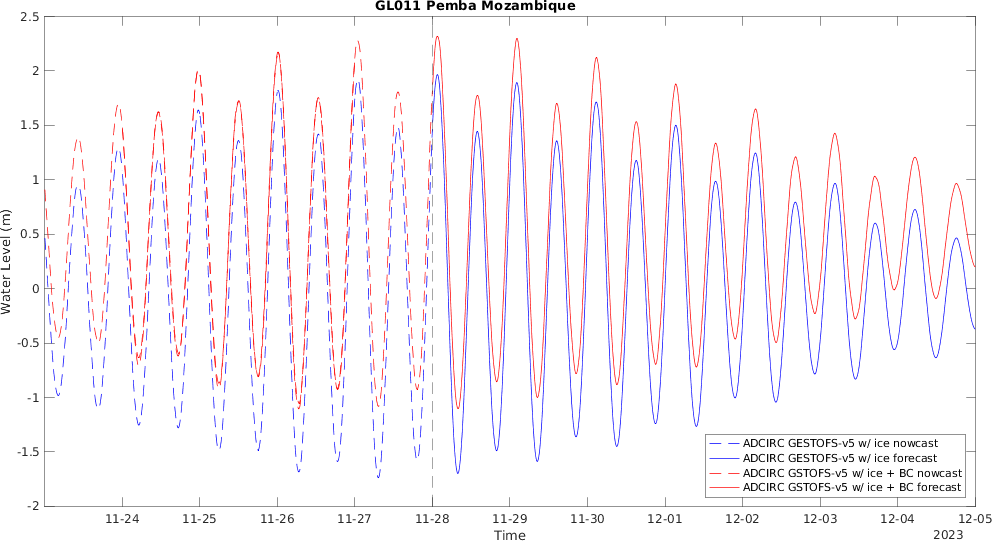 GL011 Pemba Mozambique
2.5
2
1.5
1
0.5
0
-0.5
-1
-1.5
-2
Water Level (m)
ADCIRC GESTOFS-v5 w/ ice nowcast
ADCIRC GESTOFS-v5 w/ ice forecast
ADCIRC GSTOFS-v5 w/ ice + BC nowcast
ADCIRC GSTOFS-v5 w/ ice + BC forecast
11-24 11-25 11-26 11-27 11-28 11-29 11-30 12-01 12-02 12-03 12-04 12-05
Time
2023